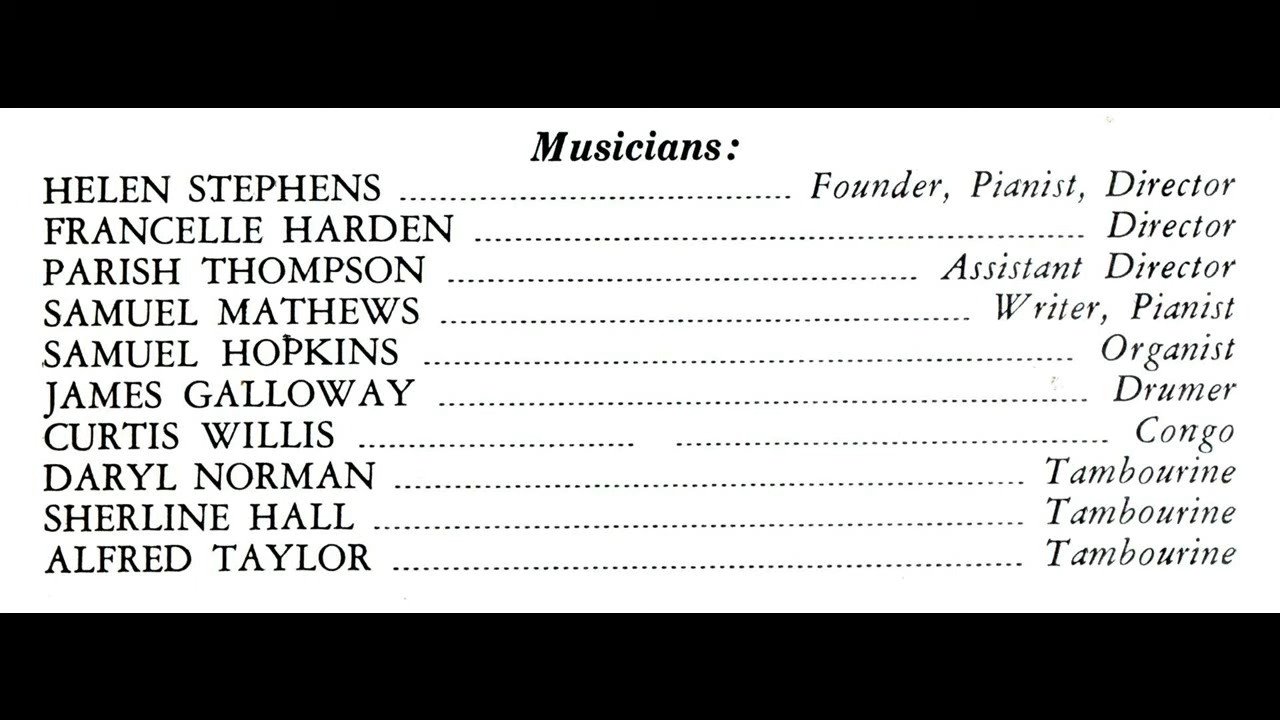 Musicians:
HELEN STEPHENS ........................................ Founder, Pianist, Director
FRANCELLE HARDEN ............................................................... Director
PARISH THOMPSON ................................................ Assistant Director
SAMUEL MATHEWS ...................................................... Writer, Pianist
SAMUEL HOPKINS .................................................................. Organist
JAMES GALLOWAY .................................................................. Drumer
CURTIS WILLIS ............................ ............................................ Congo
DARYL NORMAN ................................................................ Tambourine
SHERLINE HALL .................................................................. Tambourine
ALFRED TAYLOR ................................................................ Tambourine